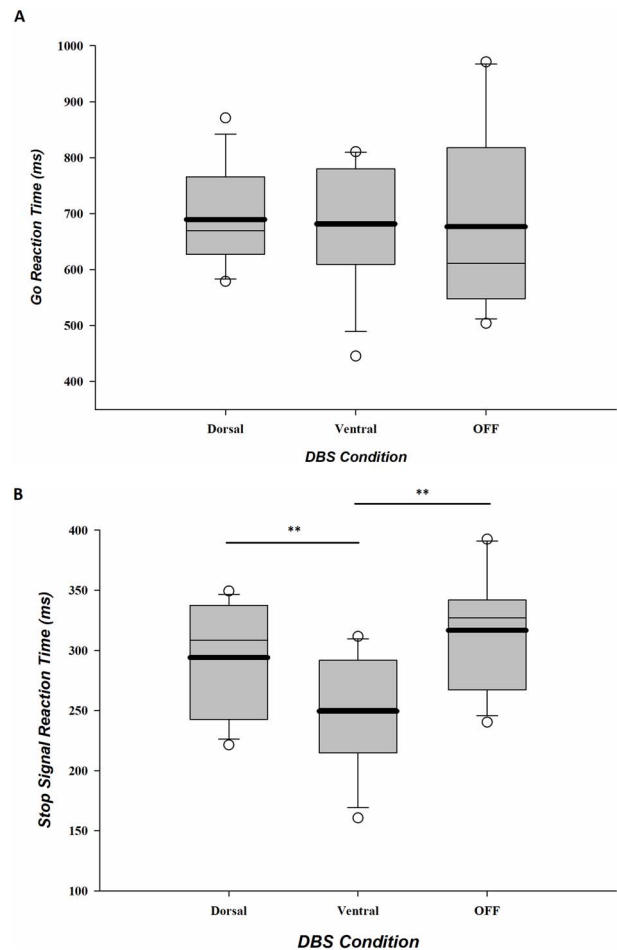 A
Go Reaction Time (ms)
1000
900
800
700
600
500
400
Dorsal Ventral OFF
DBS Condition
B
** **
Stop Signal Reaction Time (ms)
400
350
300
250
200
150
100
Dorsal Ventral OFF
DBS Condition